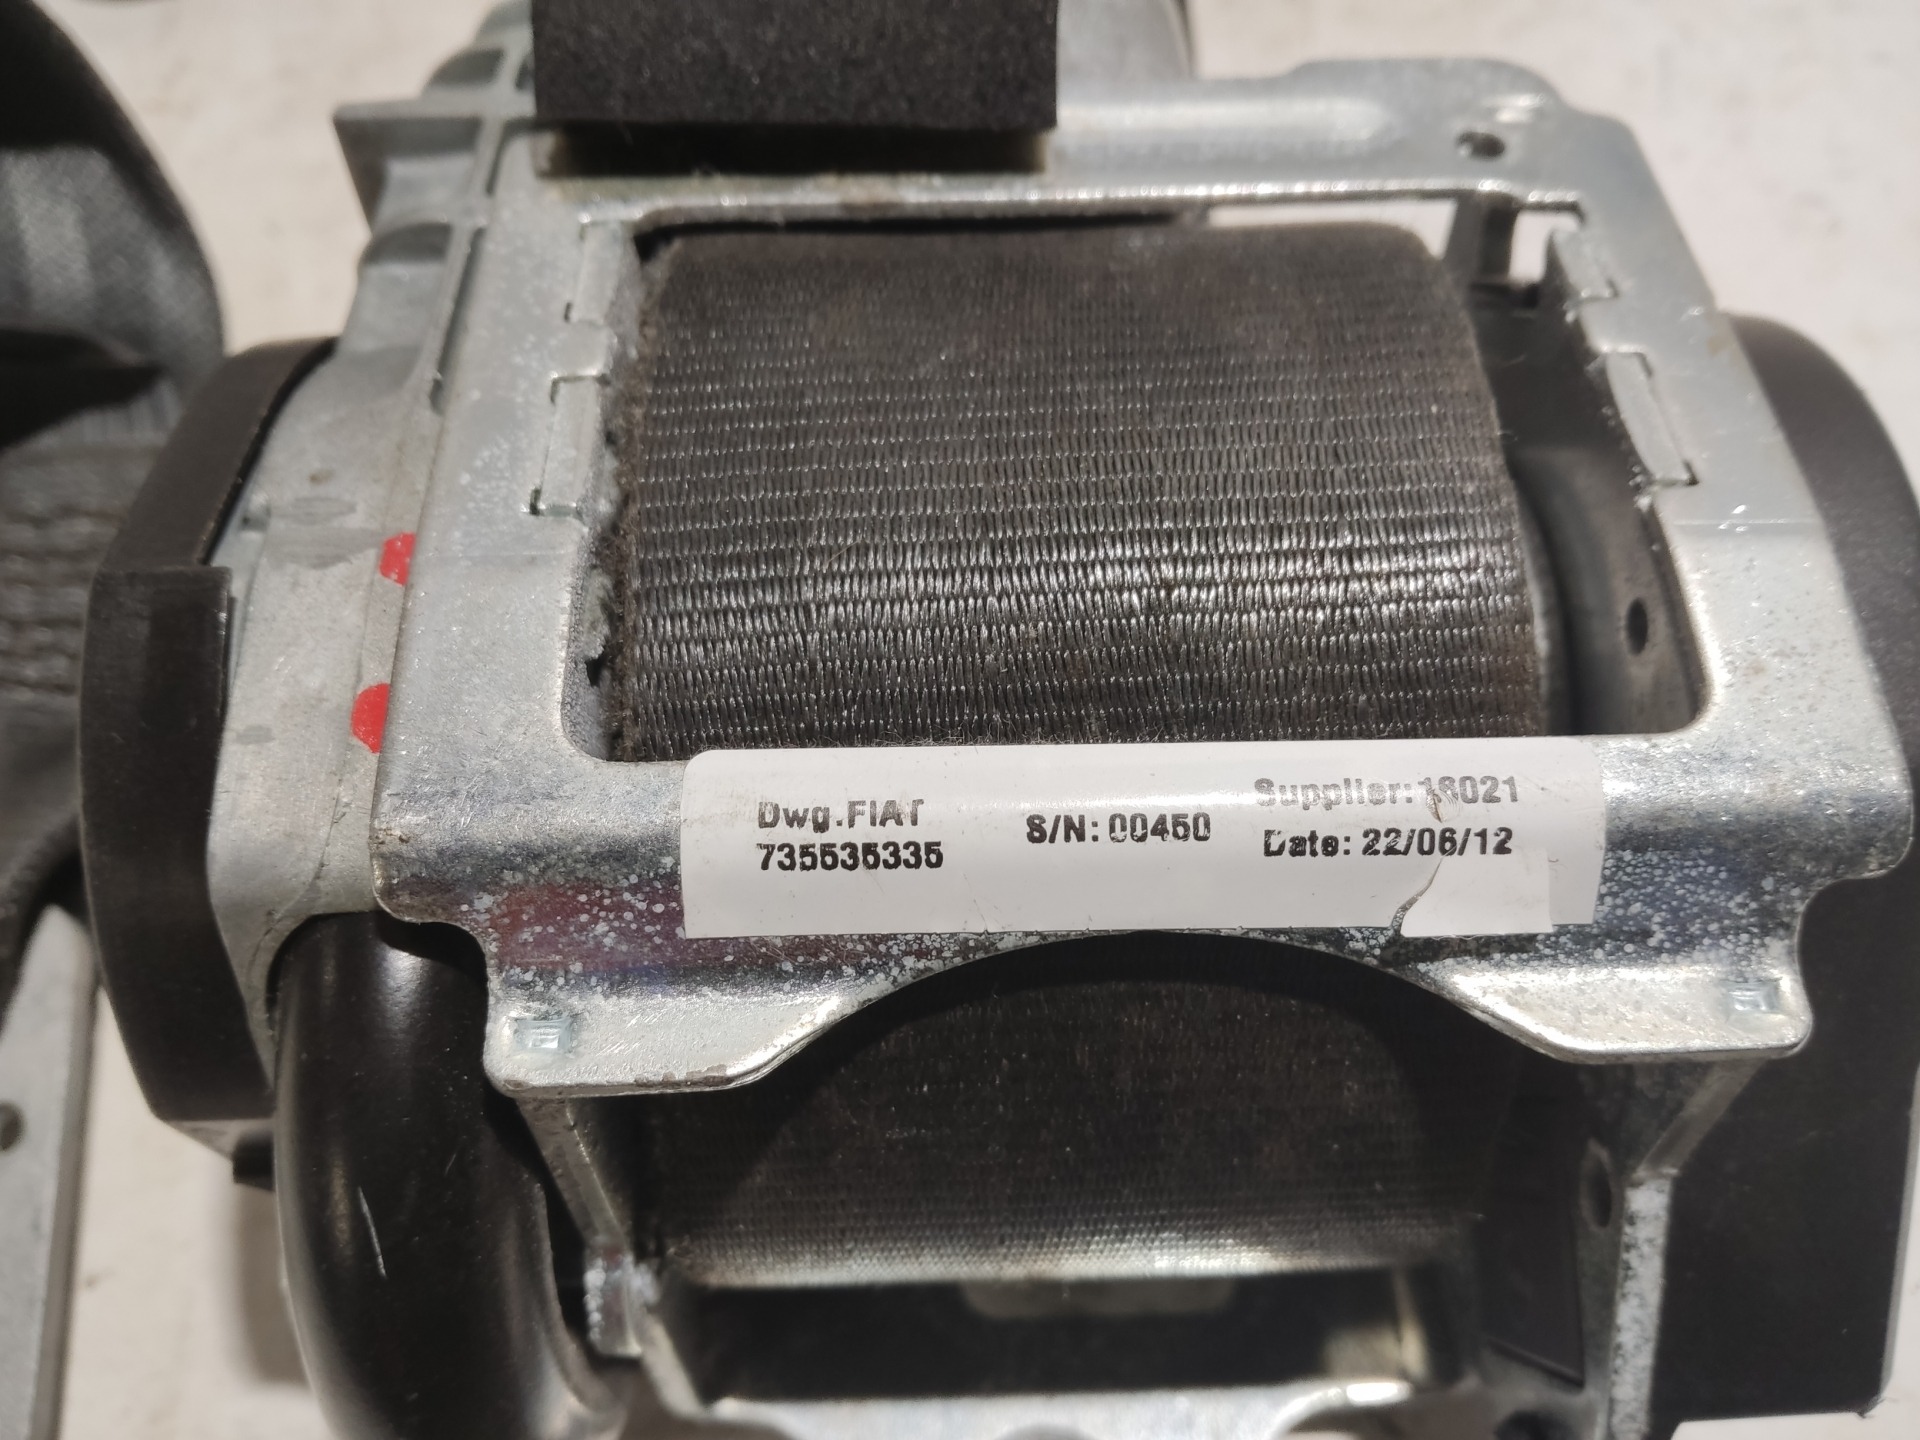 Dwg.FIAT
735535335
S/N: 00450
Supplier: 18021
Date: 22/06/12